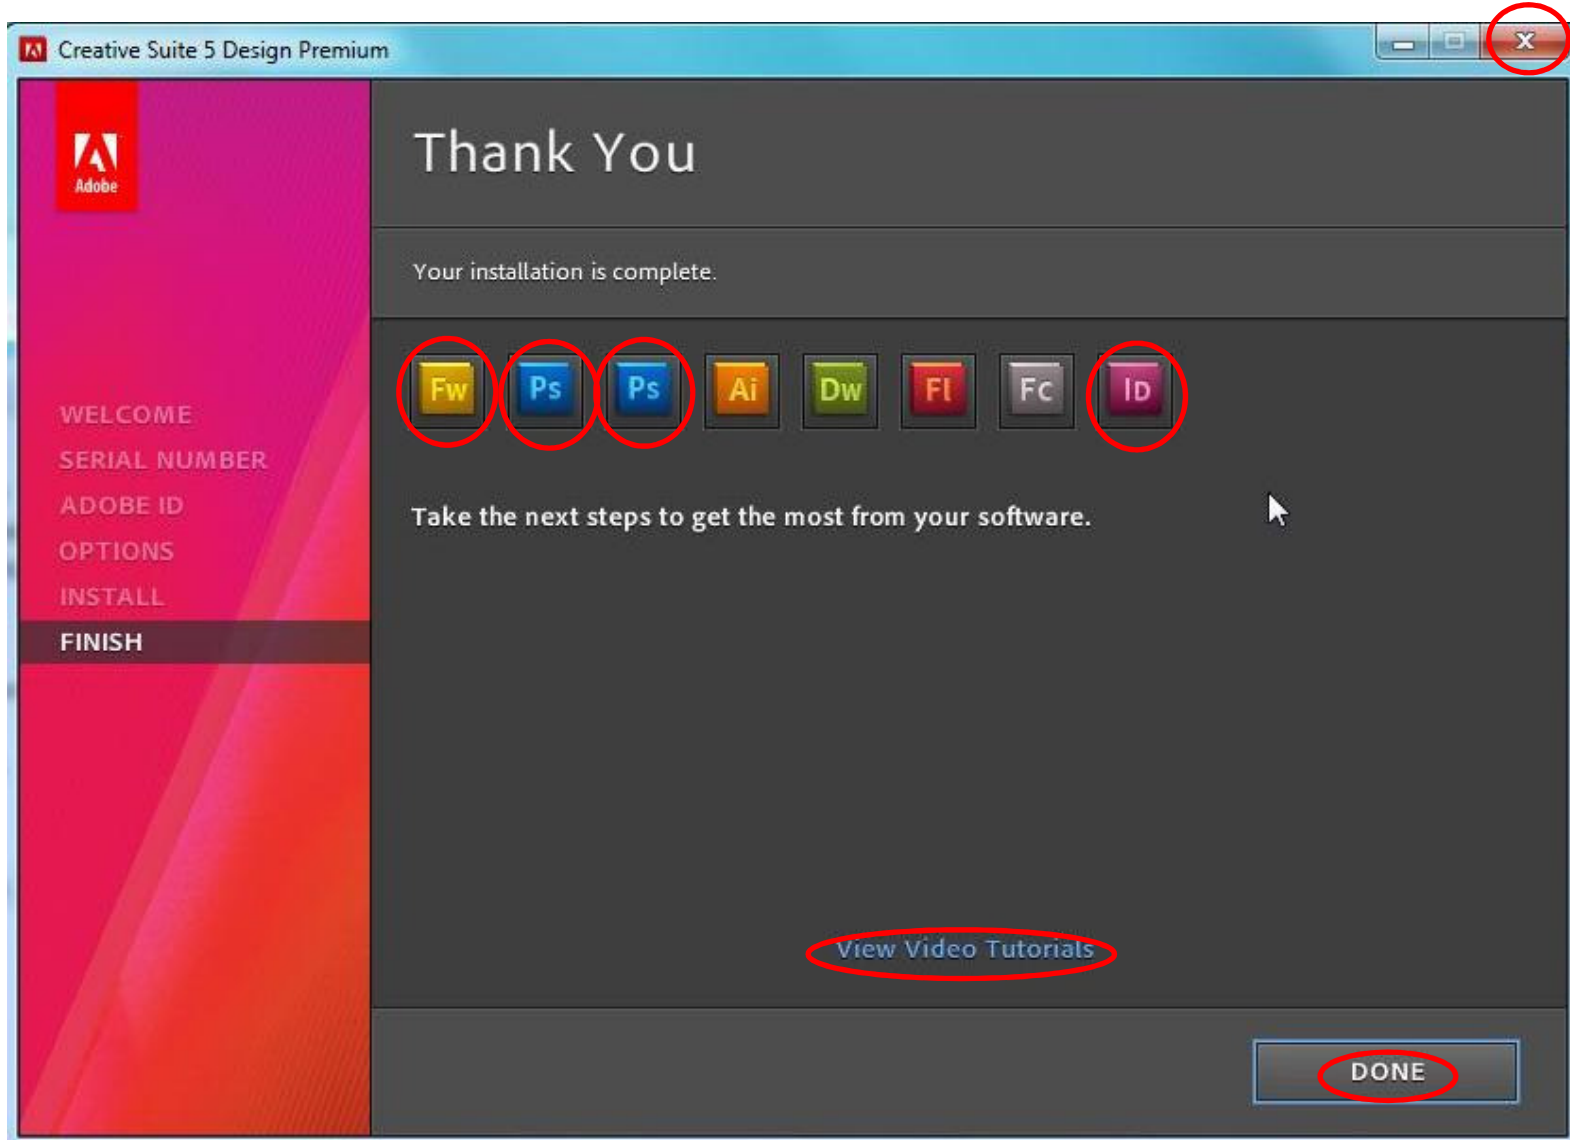 Creative Suite 5 Design Premium
X
Adobe
Thank You
Your installation is complete.
Fw Ps Ps Ai Dw Fl Fc ID
WELCOME
SERIAL NUMBER
ADOBE ID
OPTIONS
INSTALL
FINISH
Take the next steps to get the most from your software.
View Video Tutorials
DONE